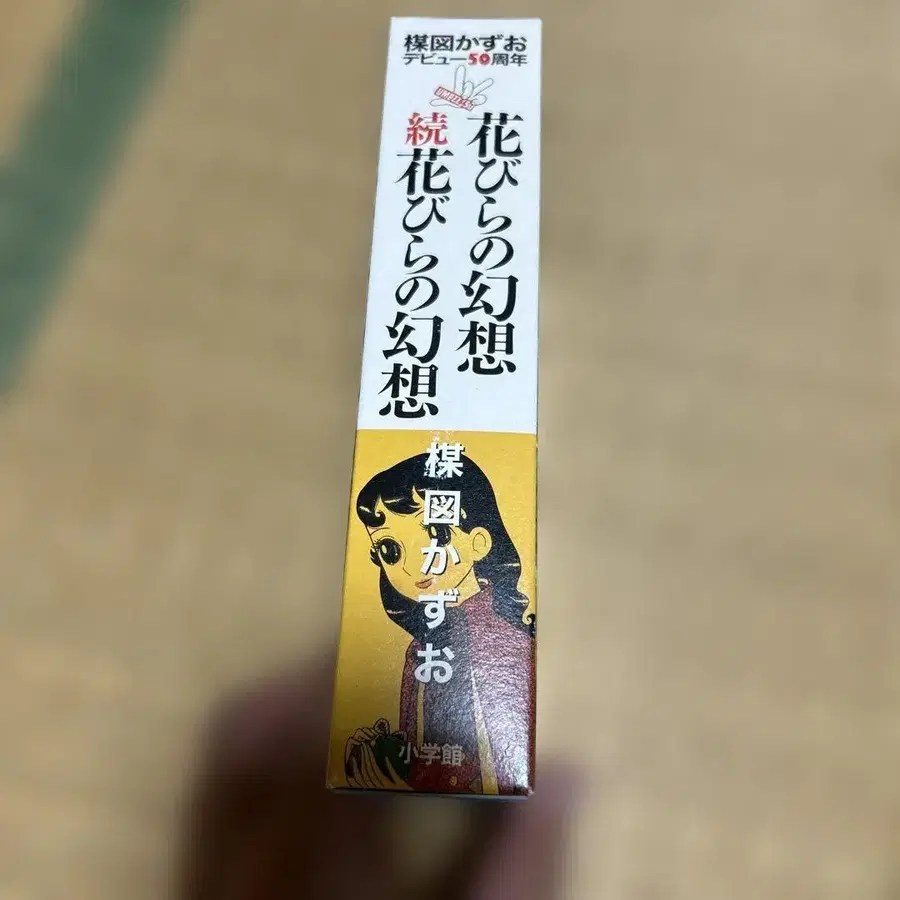 楳図かずお
デビュー50周年
花びらの幻想
続花びらの幻想
楳図かずお
小学館